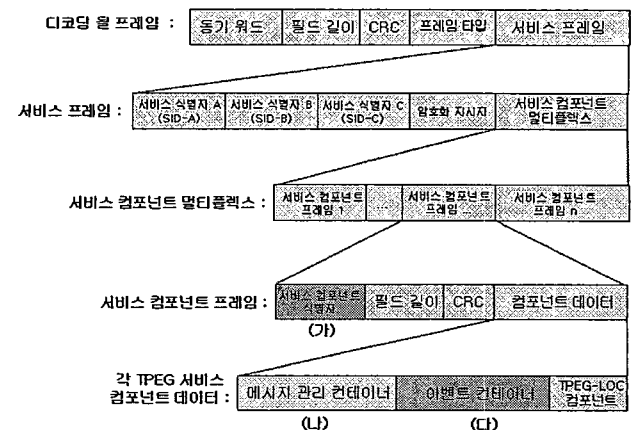 디코딩 월 프레임 :
동기 워드
필드 길이
CRC
프레임 타입
서비스 프레임
서비스 프레임 :
서비스 식별자 A
(SID-A)
서비스 식별자 B
(SID-B)
서비스 식별자 C
(SID-C)
암호화 지시자
서비스 컴포넌트
멀티플렉스
서비스 컴포넌트 멀티플렉스 :
서비스 컴포넌트
프레임 1
...
서비스 컴포넌트
프레임 ...
서비스 컴포넌트
프레임 n
서비스 컴포넌트 프레임 :
서비스 컴포넌트
식별자
필드 길이
CRC
컴포넌트 데이터
(가)
각 TPEG 서비스
컴포넌트 데이터 :
메시지 관리 컨테이너
이벤트 컨테이너
TPEG-LOC
컴포넌트
(나)
(다)